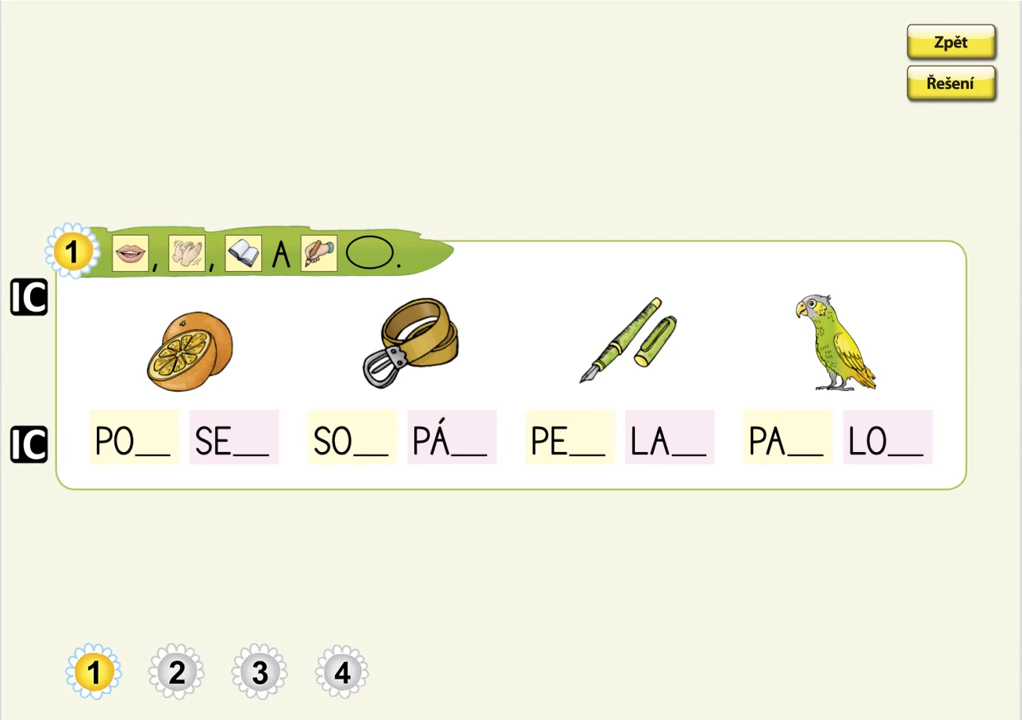 Zpět
Řešení
1 , , A .
IC
PO__ SE__ SO__ PÁ__ PE__ LA__ PA__ LO__
IC
1 2 3 4